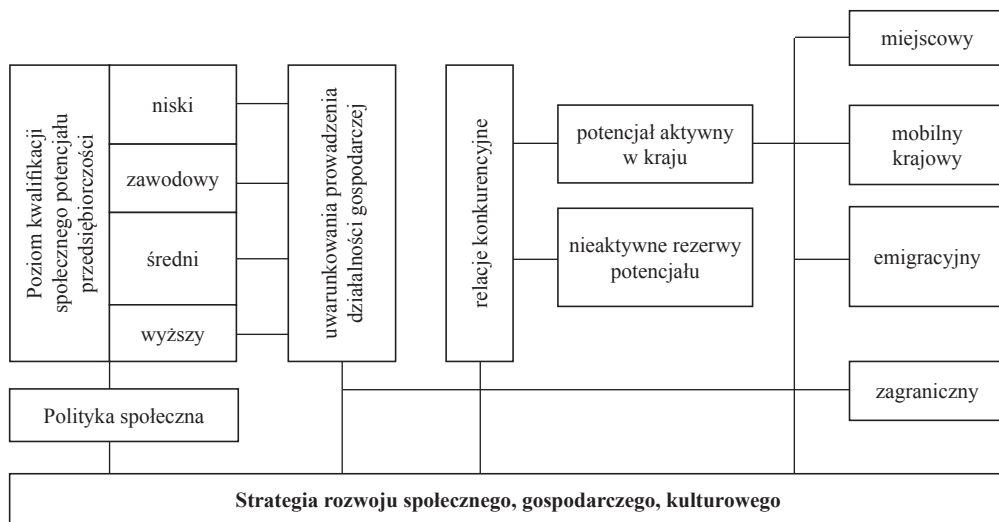 Poziom kwalifikacji
społecznego potencjału
przedsiębiorczości
niski
zawodowy
średni
wyższy
uwarunkowania prowadzenia
działalności gospodarczej
relacje konkurencyjne
potencjał aktywny
w kraju
nieaktywne rezerwy
potencjału
miejscowy
mobilny
krajowy
emigracyjny
zagraniczny
Polityka społeczna
Strategia rozwoju społecznego, gospodarczego, kulturowego